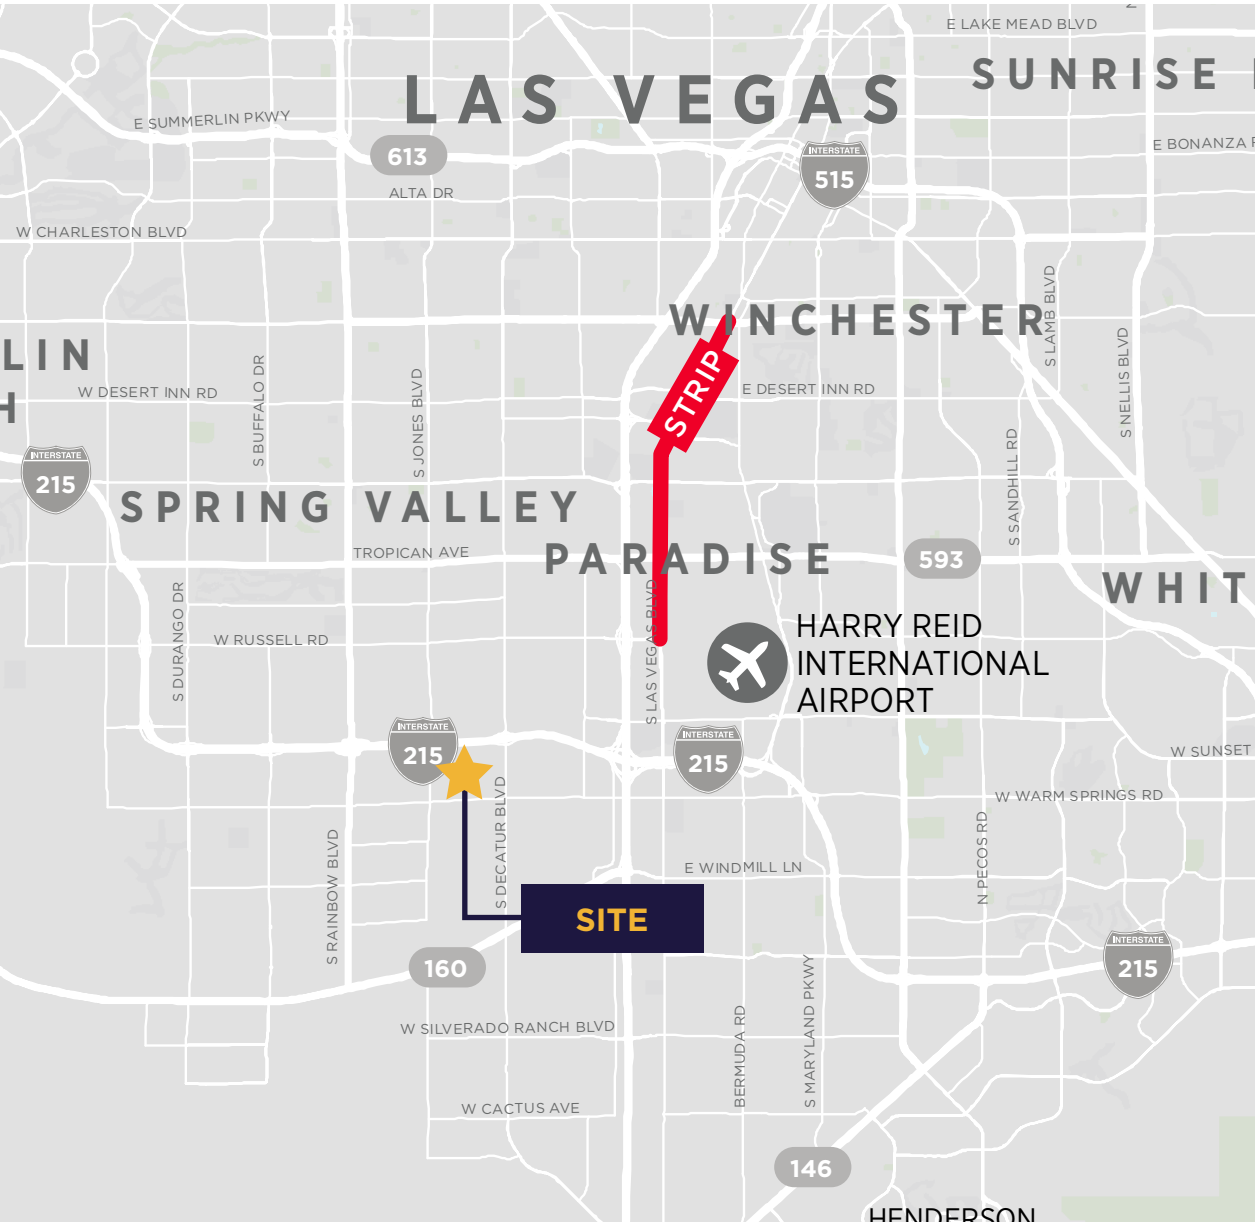 E LAKE MEAD BLVD
SUNRISE
LAS VEGAS
E SUMMERLIN PKWY
613
INTERSTATE
515
E BONANZA
ALTA DR
W CHARLESTON BLVD
WINCHESTER
S LAMB BLVD
LIN
H
S BUFFALO DR
W DESERT INN RD
S JONES BLVD
STRIP
E DESERT INN RD
S NELLIS BLVD
INTERSTATE
215
S SANDHILL RD
SPRING VALLEY
TROPICAN AVE
PARADISE
593
WHIT
S DURANGO DR
W RUSSELL RD
S LAS VEGAS BLVD
HARRY REID
INTERNATIONAL
AIRPORT
INTERSTATE
215
INTERSTATE
215
W SUNSET
S DECATUR BLVD
W WARM SPRINGS RD
S RAINBOW BLVD
E WINDMILL LN
N PECOS RD
SITE
160
INTERSTATE
215
W SILVERADO RANCH BLVD
BERMUDA RD
S MARYLAND PKWY
W CACTUS AVE
146
HENDERSON